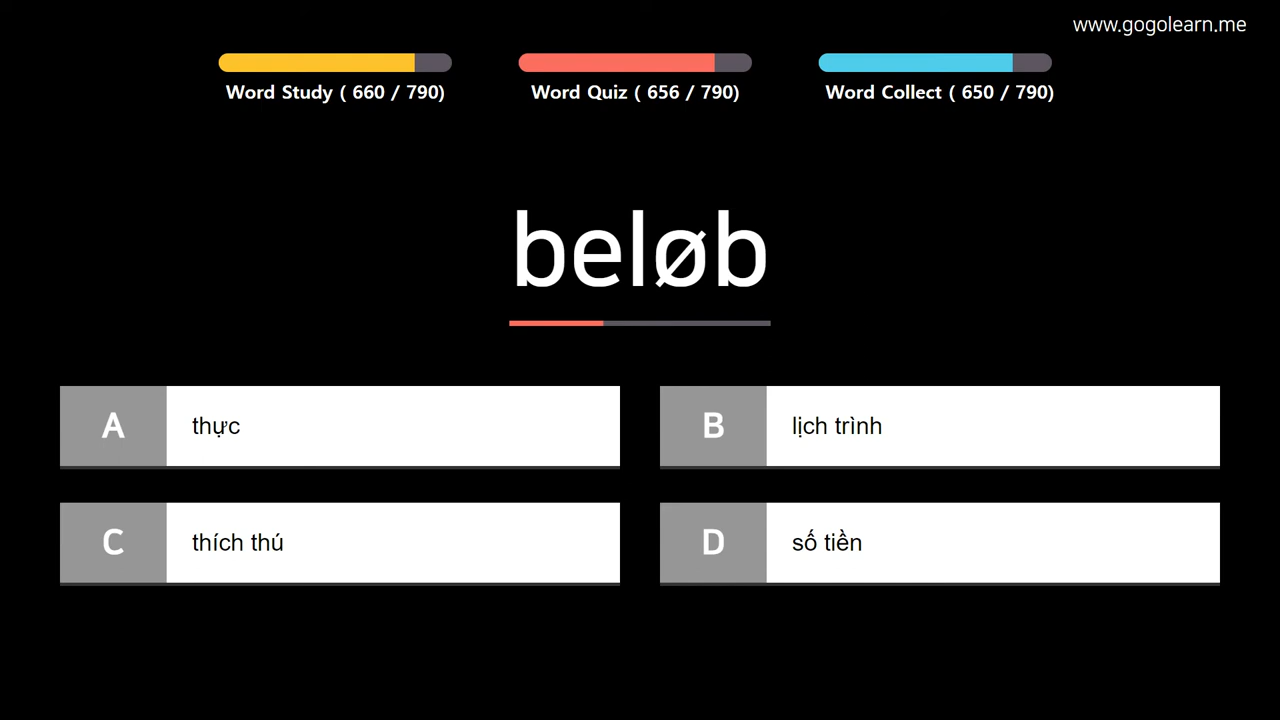 www.gogolearn.me
Word Study ( 660 / 790)
Word Quiz ( 656 / 790)
Word Collect ( 650 / 790)
beløb
A thực
B lịch trình
C thích thú
D số tiền